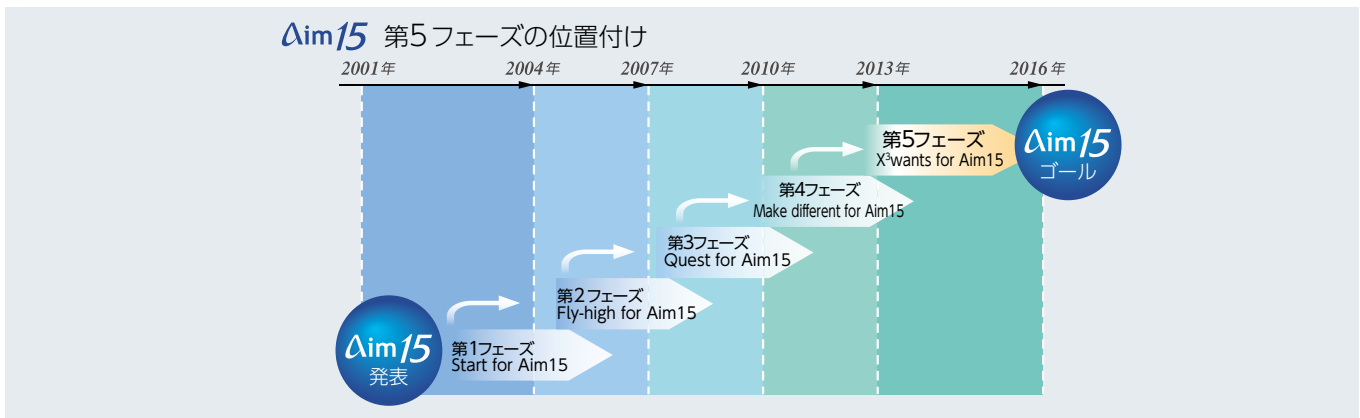 Aim15 第5フェーズの位置付け
2001年 2004年 2007年 2010年 2013年 2016年
第5フェーズ
X³wants for Aim15
Aim15
ゴール
第4フェーズ
Make different for Aim15
第3フェーズ
Quest for Aim15
第2フェーズ
Fly-high for Aim15
Aim15
発表
第1フェーズ
Start for Aim15